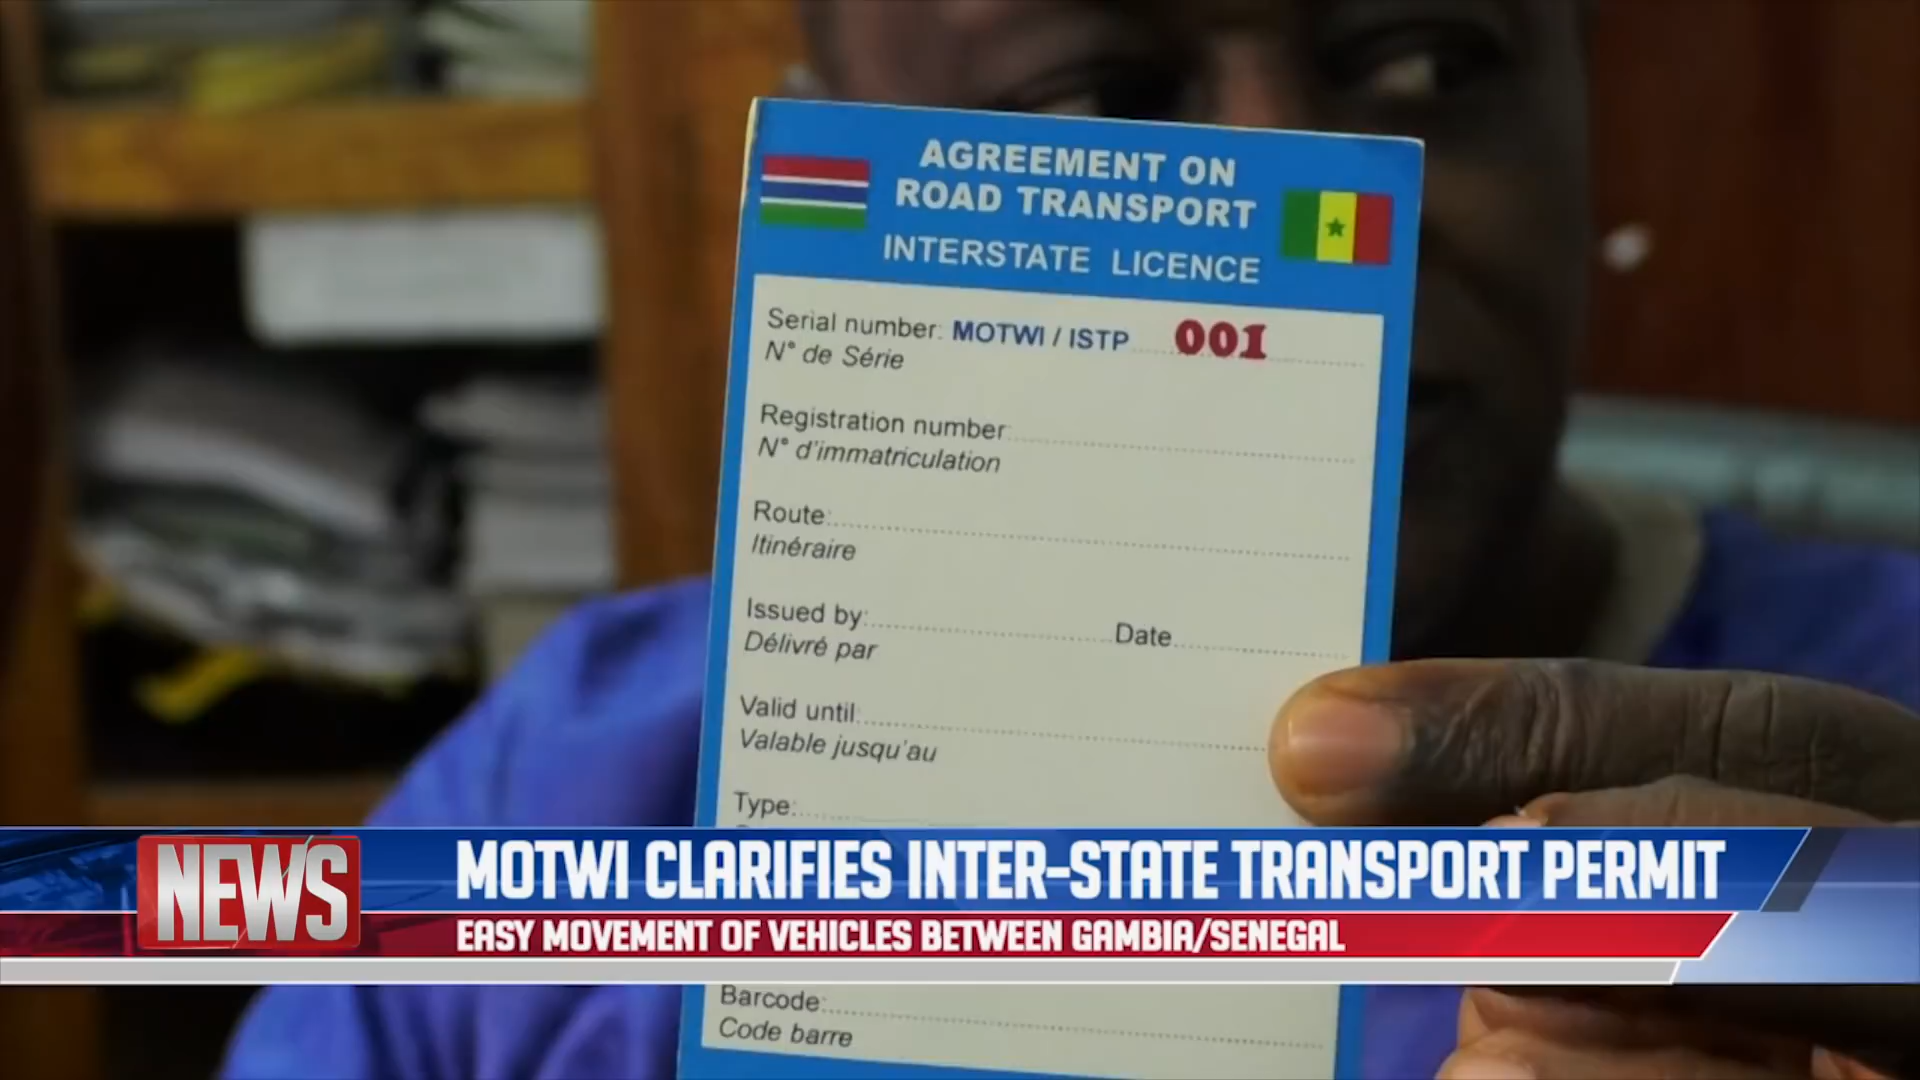 AGREEMENT ON
ROAD TRANSPORT
INTERSTATE LICENCE
Serial number: MOTWI / ISTP 001
N° de Série
Registration number:
N° d'immatriculation
Route:
Itinéraire
Issued by: Date
Délivré par
Valid until:
Valable jusqu'au
Type:
NEWS
MOTWI CLARIFIES INTER-STATE TRANSPORT PERMIT
EASY MOVEMENT OF VEHICLES BETWEEN GAMBIA/SENEGAL
Barcode:
Code barre